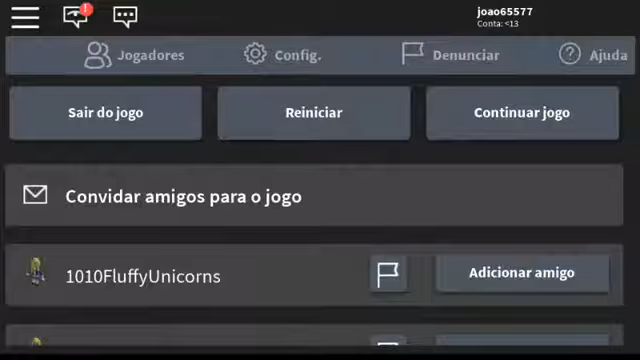 joao65577
Conta: <13
Jogadores
Config.
Denunciar
Ajuda
Sair do jogo
Reiniciar
Continuar jogo
Convidar amigos para o jogo
1010FluffyUnicorns
Adicionar amigo